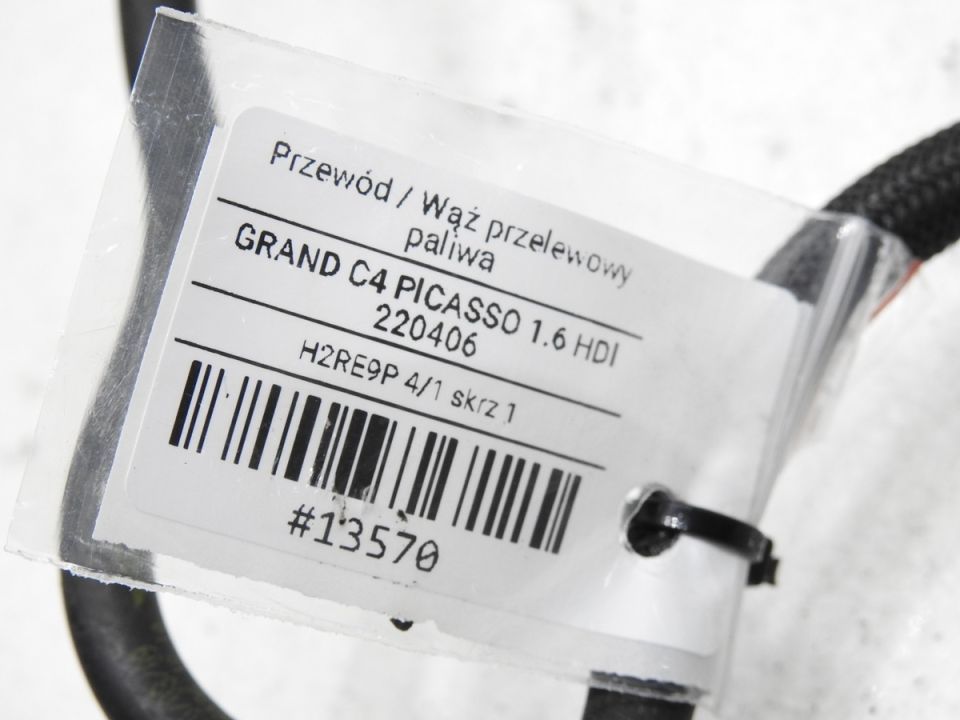 Przewód / Wąż przelewowy
paliwa
GRAND C4 PICASSO 1.6 HDI
220406
H2RE9P 4/1 skrz 1
#13570